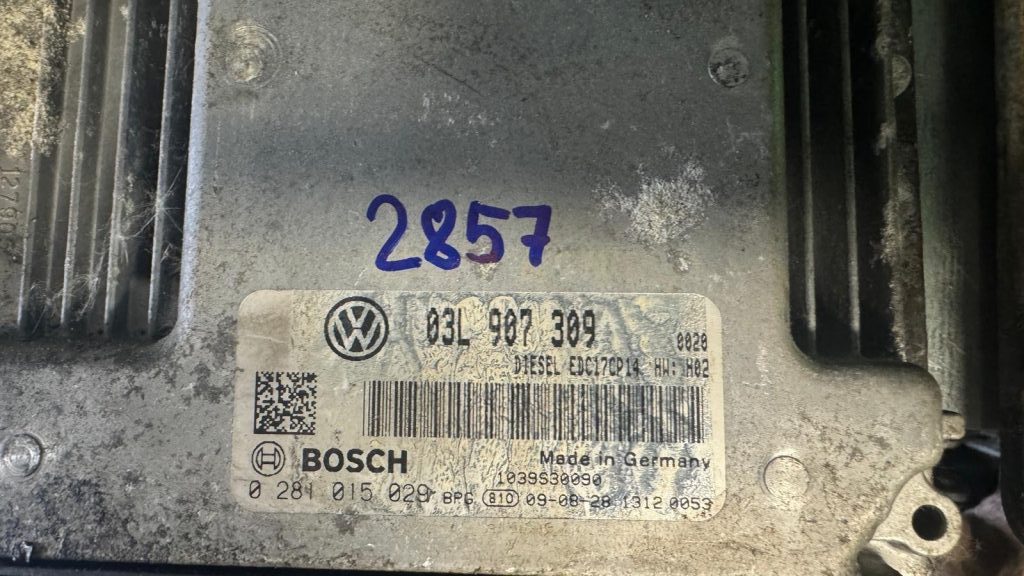 2857
VW
03L 907 309
0020
DIESEL EDC17CP14 HW: H02
BOSCH
Made in Germany
1039S30090
0 281 015 029 BPG 810 09-08-28 1312 0053